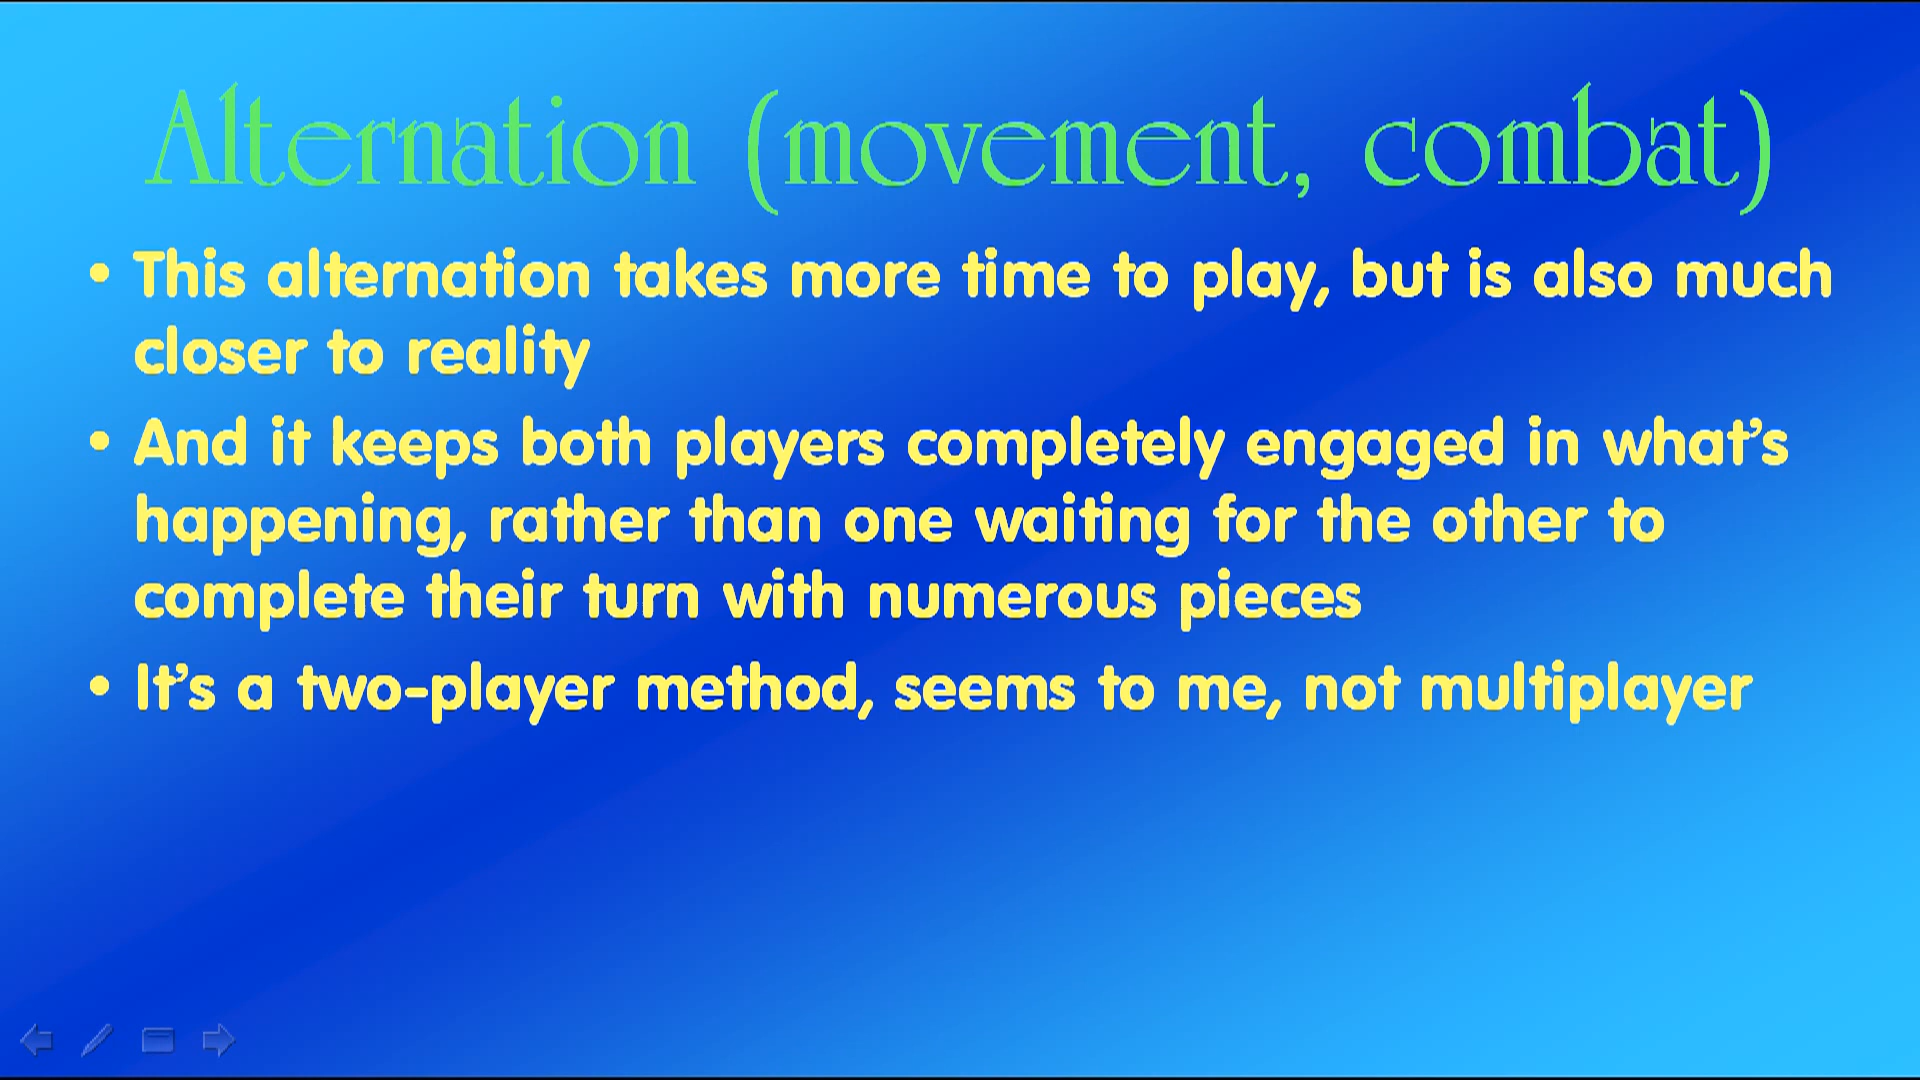 Alternation (movement, combat)
• This alternation takes more time to play, but is also much
closer to reality
• And it keeps both players completely engaged in what’s
happening, rather than one waiting for the other to
complete their turn with numerous pieces
• It’s a two-player method, seems to me, not multiplayer